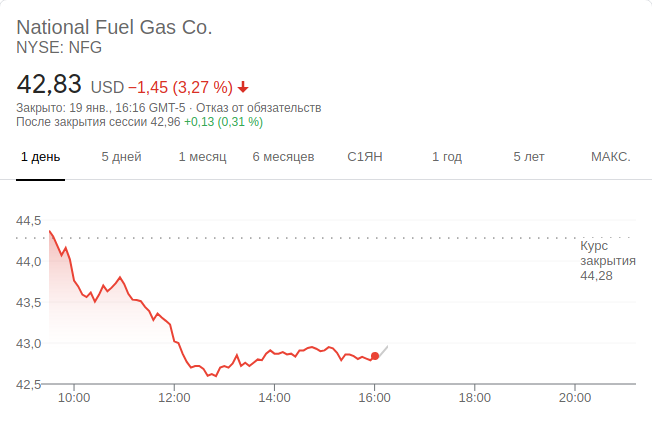 National Fuel Gas Co.
NYSE: NFG
42,83 USD −1,45 (3,27 %)
Закрыто: 19 янв., 16:16 GMT-5 · Отказ от обязательств
После закрытия сессии 42,96 +0,13 (0,31 %)
1 день 5 дней 1 месяц 6 месяцев С1ЯН 1 год 5 лет МАКС.
44,5
Курс
закрытия
44,28
44,0
43,5
43,0
42,5
10:00 12:00 14:00 16:00 18:00 20:00